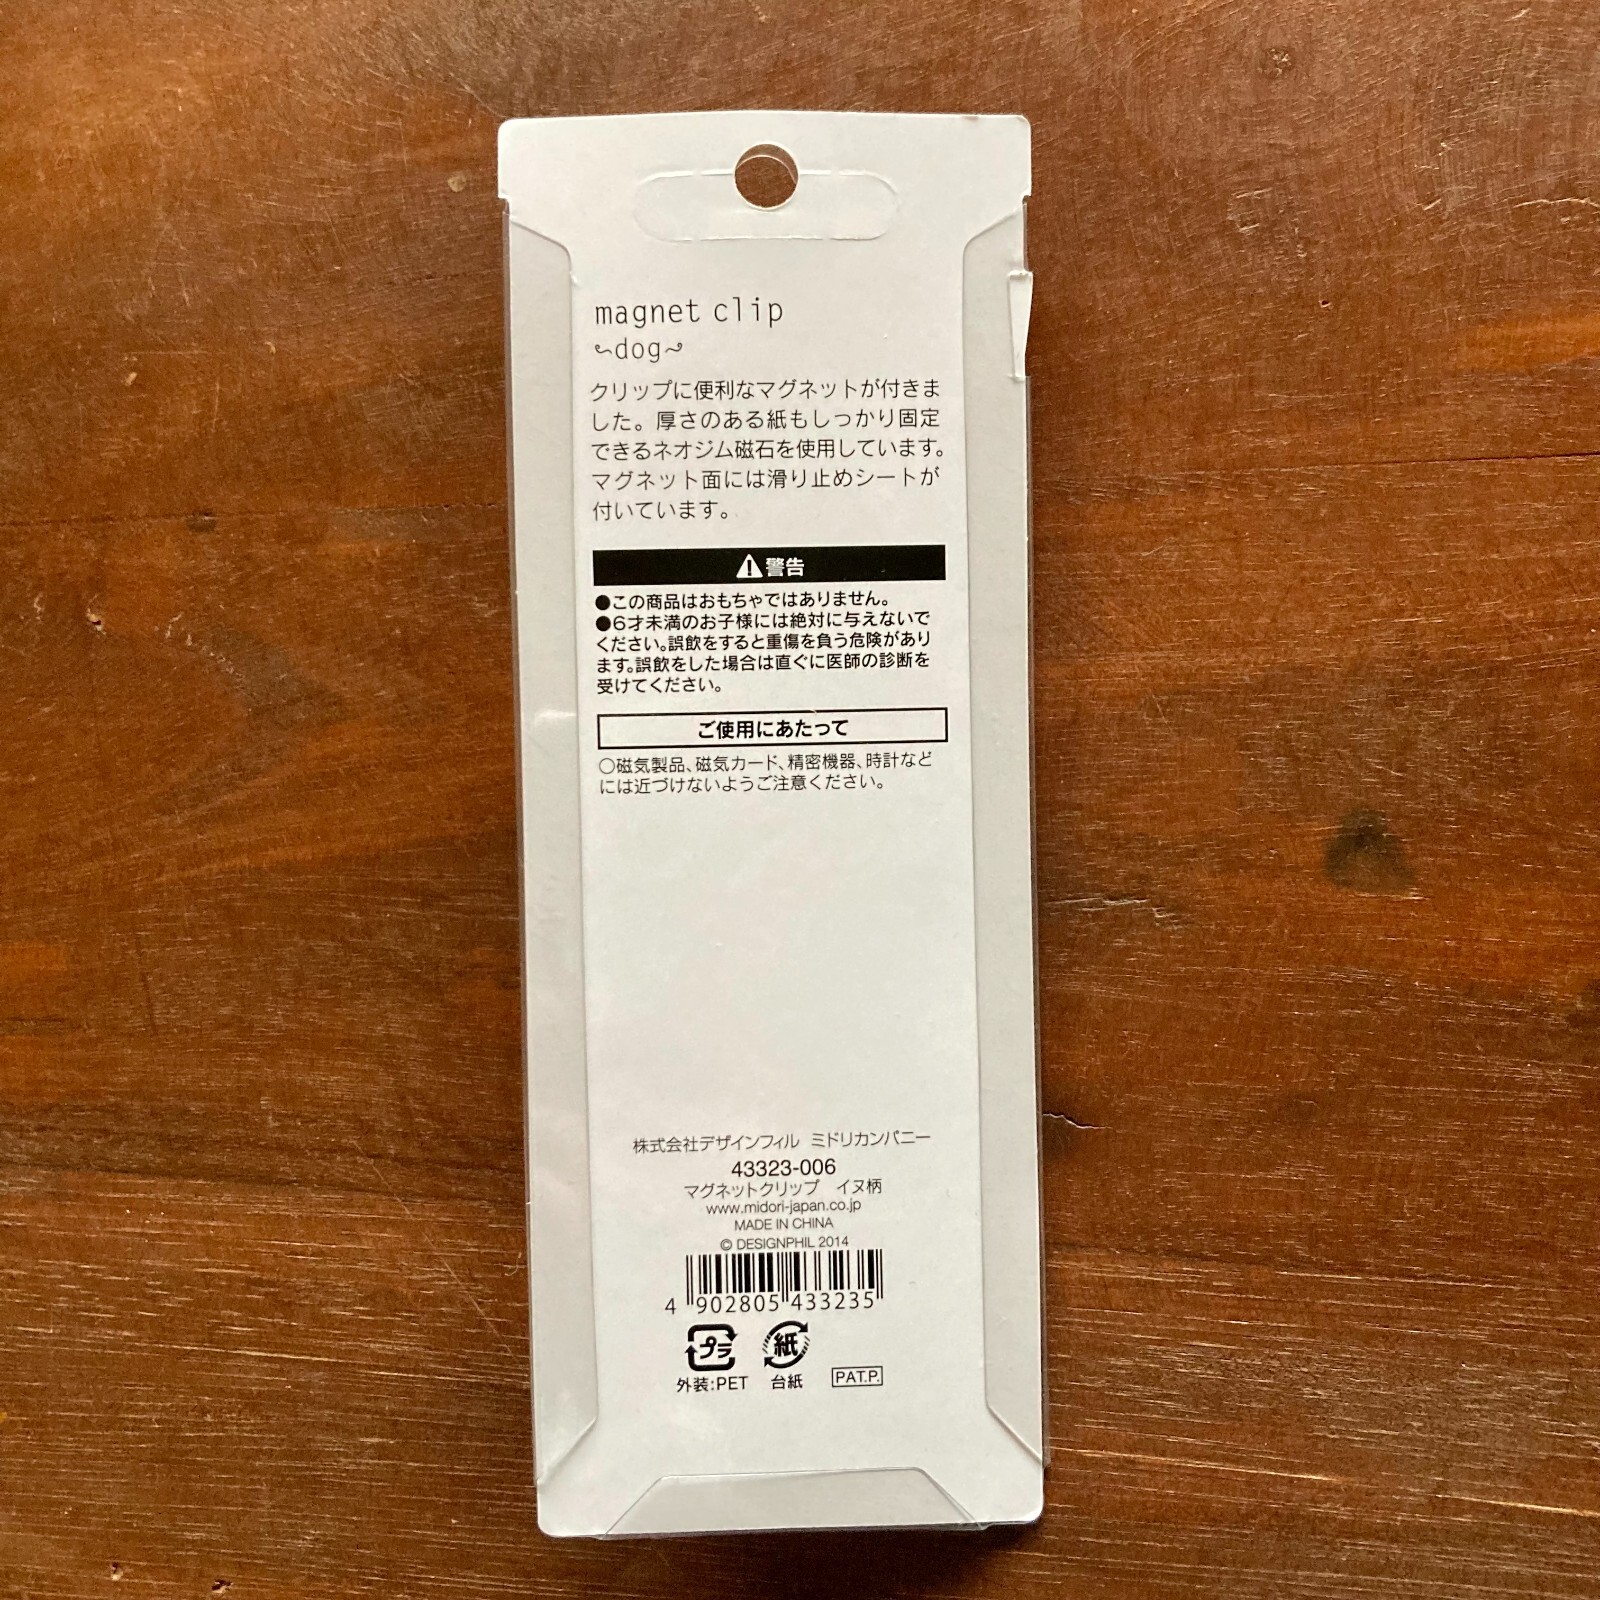 magnet clip
~dog~
クリップに便利なマグネットが付きま
した。厚さのある紙もしっかり固定
できるネオジム磁石を使用しています。
マグネット面には滑り止めシートが
付いています。
警告
●この商品はおもちゃではありません。
●6才未満のお子様には絶対に与えないで
ください。誤飲をすると重傷を負う危険があり
ます。誤飲をした場合は直ぐに医師の診断を
受けてください。
ご使用にあたって
○磁気製品、磁気カード、精密機器、時計など
には近づけないようご注意ください。
株式会社デザインフィル ミドリカンパニー
43323-006
マグネットクリップ イヌ柄
www.midori-japan.co.jp
MADE IN CHINA
© DESIGNPHIL 2014
4 902805 433235
プラ 紙
外装:PET 台紙 PAT.P.